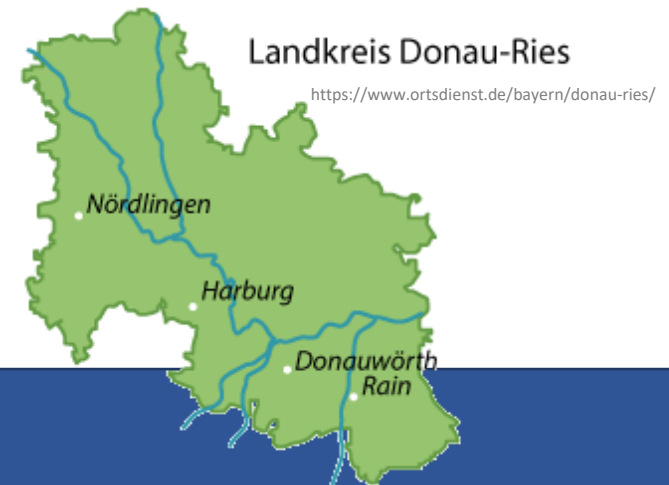 Landkreis Donau-Ries
https://www.ortsdienst.de/bayern/donau-ries/
Nördlingen
Harburg
Donauwörth
Rain